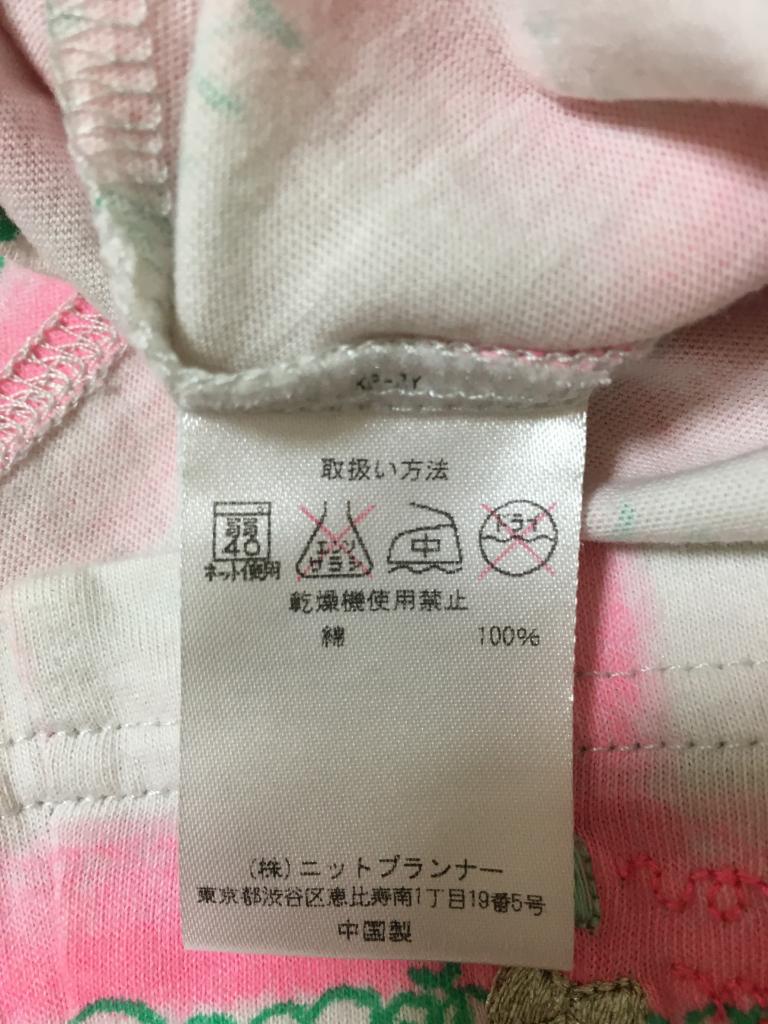 取扱い方法
弱 40 エンソ サラシ 中 ドライ
ネット使用
乾燥機使用禁止
綿 100%
(株)ニットプランナー
東京都渋谷区恵比寿南1丁目19番5号
中国製